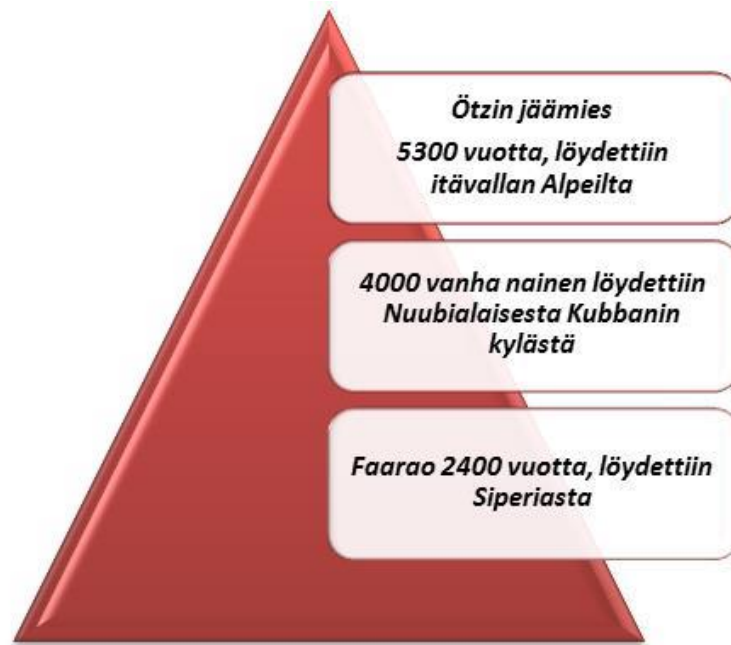 Ötzin jäämies
5300 vuotta, löydettiin
itävallan Alpeilta
4000 vanha nainen löydettiin
Nuubialaisesta Kubbanin
kylästä
Faarao 2400 vuotta, löydettiin
Siperiasta